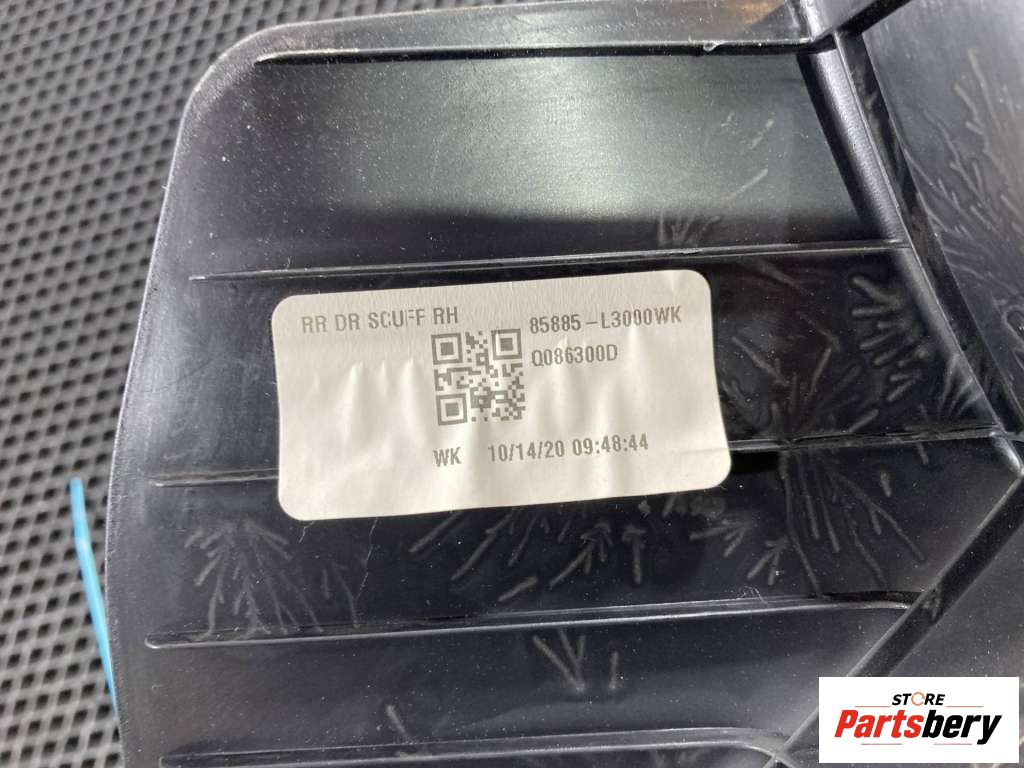 RR DR SCUFF RH
85885-L3000WK
Q086300D
WK 10/14/20 09:48:44
STORE
Partsbery